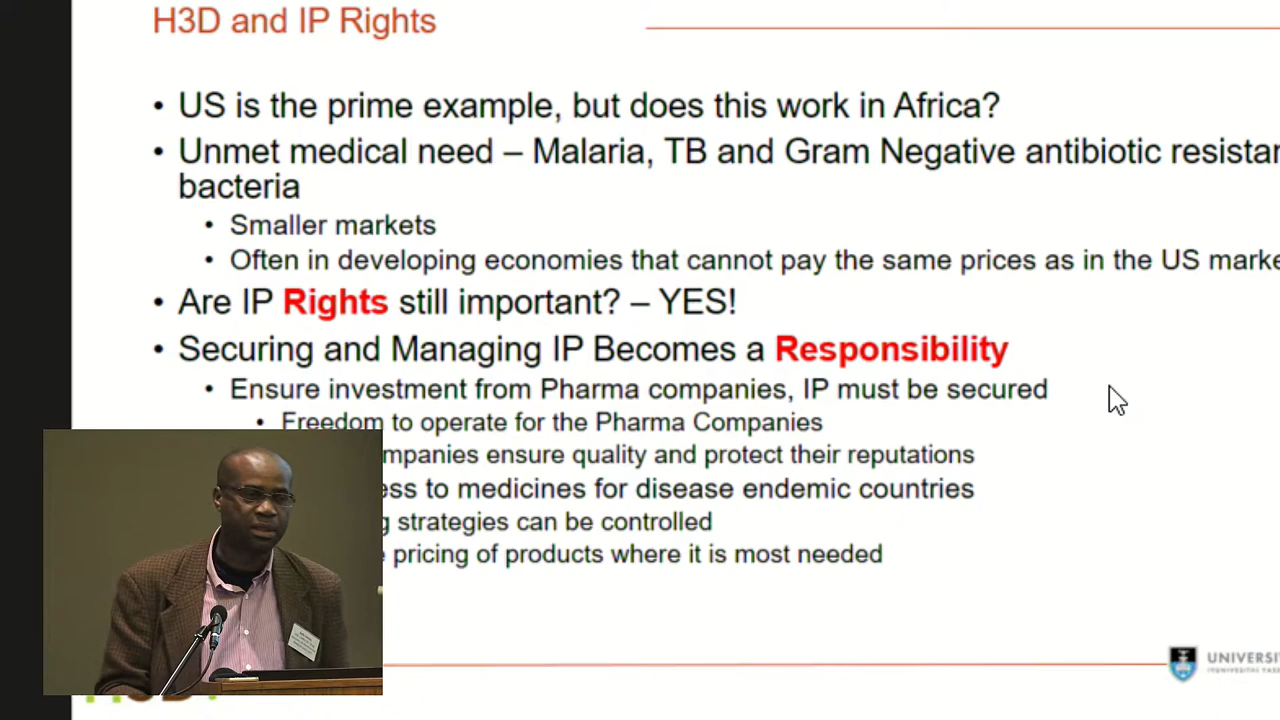 H3D and IP Rights
• US is the prime example, but does this work in Africa?
• Unmet medical need – Malaria, TB and Gram Negative antibiotic resistan
bacteria
• Smaller markets
• Often in developing economies that cannot pay the same prices as in the US marke
• Are IP Rights still important? – YES!
• Securing and Managing IP Becomes a Responsibility
• Ensure investment from Pharma companies, IP must be secured
• Freedom to operate for the Pharma Companies
mpanies ensure quality and protect their reputations
ess to medicines for disease endemic countries
g strategies can be controlled
pricing of products where it is most needed
UNIVERSI